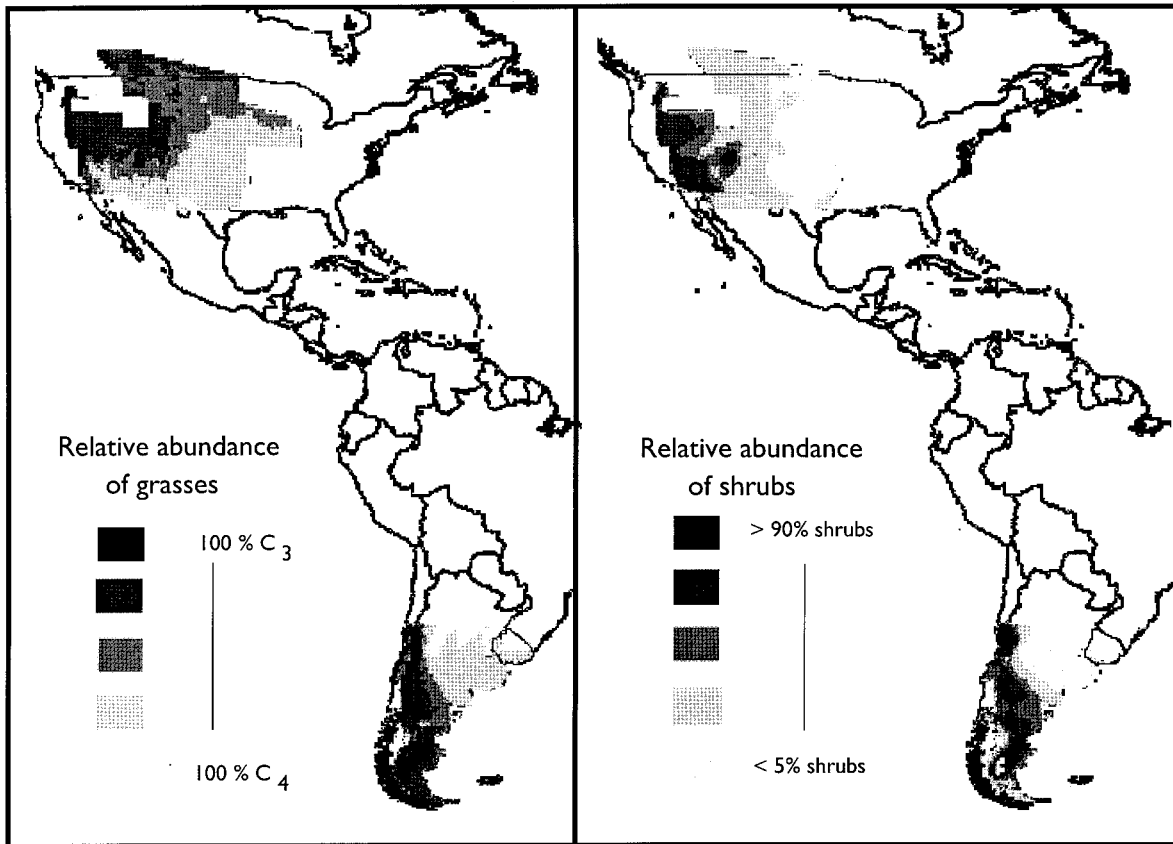 Relative abundance
of grasses
100 % C 3
100 % C 4
Relative abundance
of shrubs
> 90% shrubs
< 5% shrubs